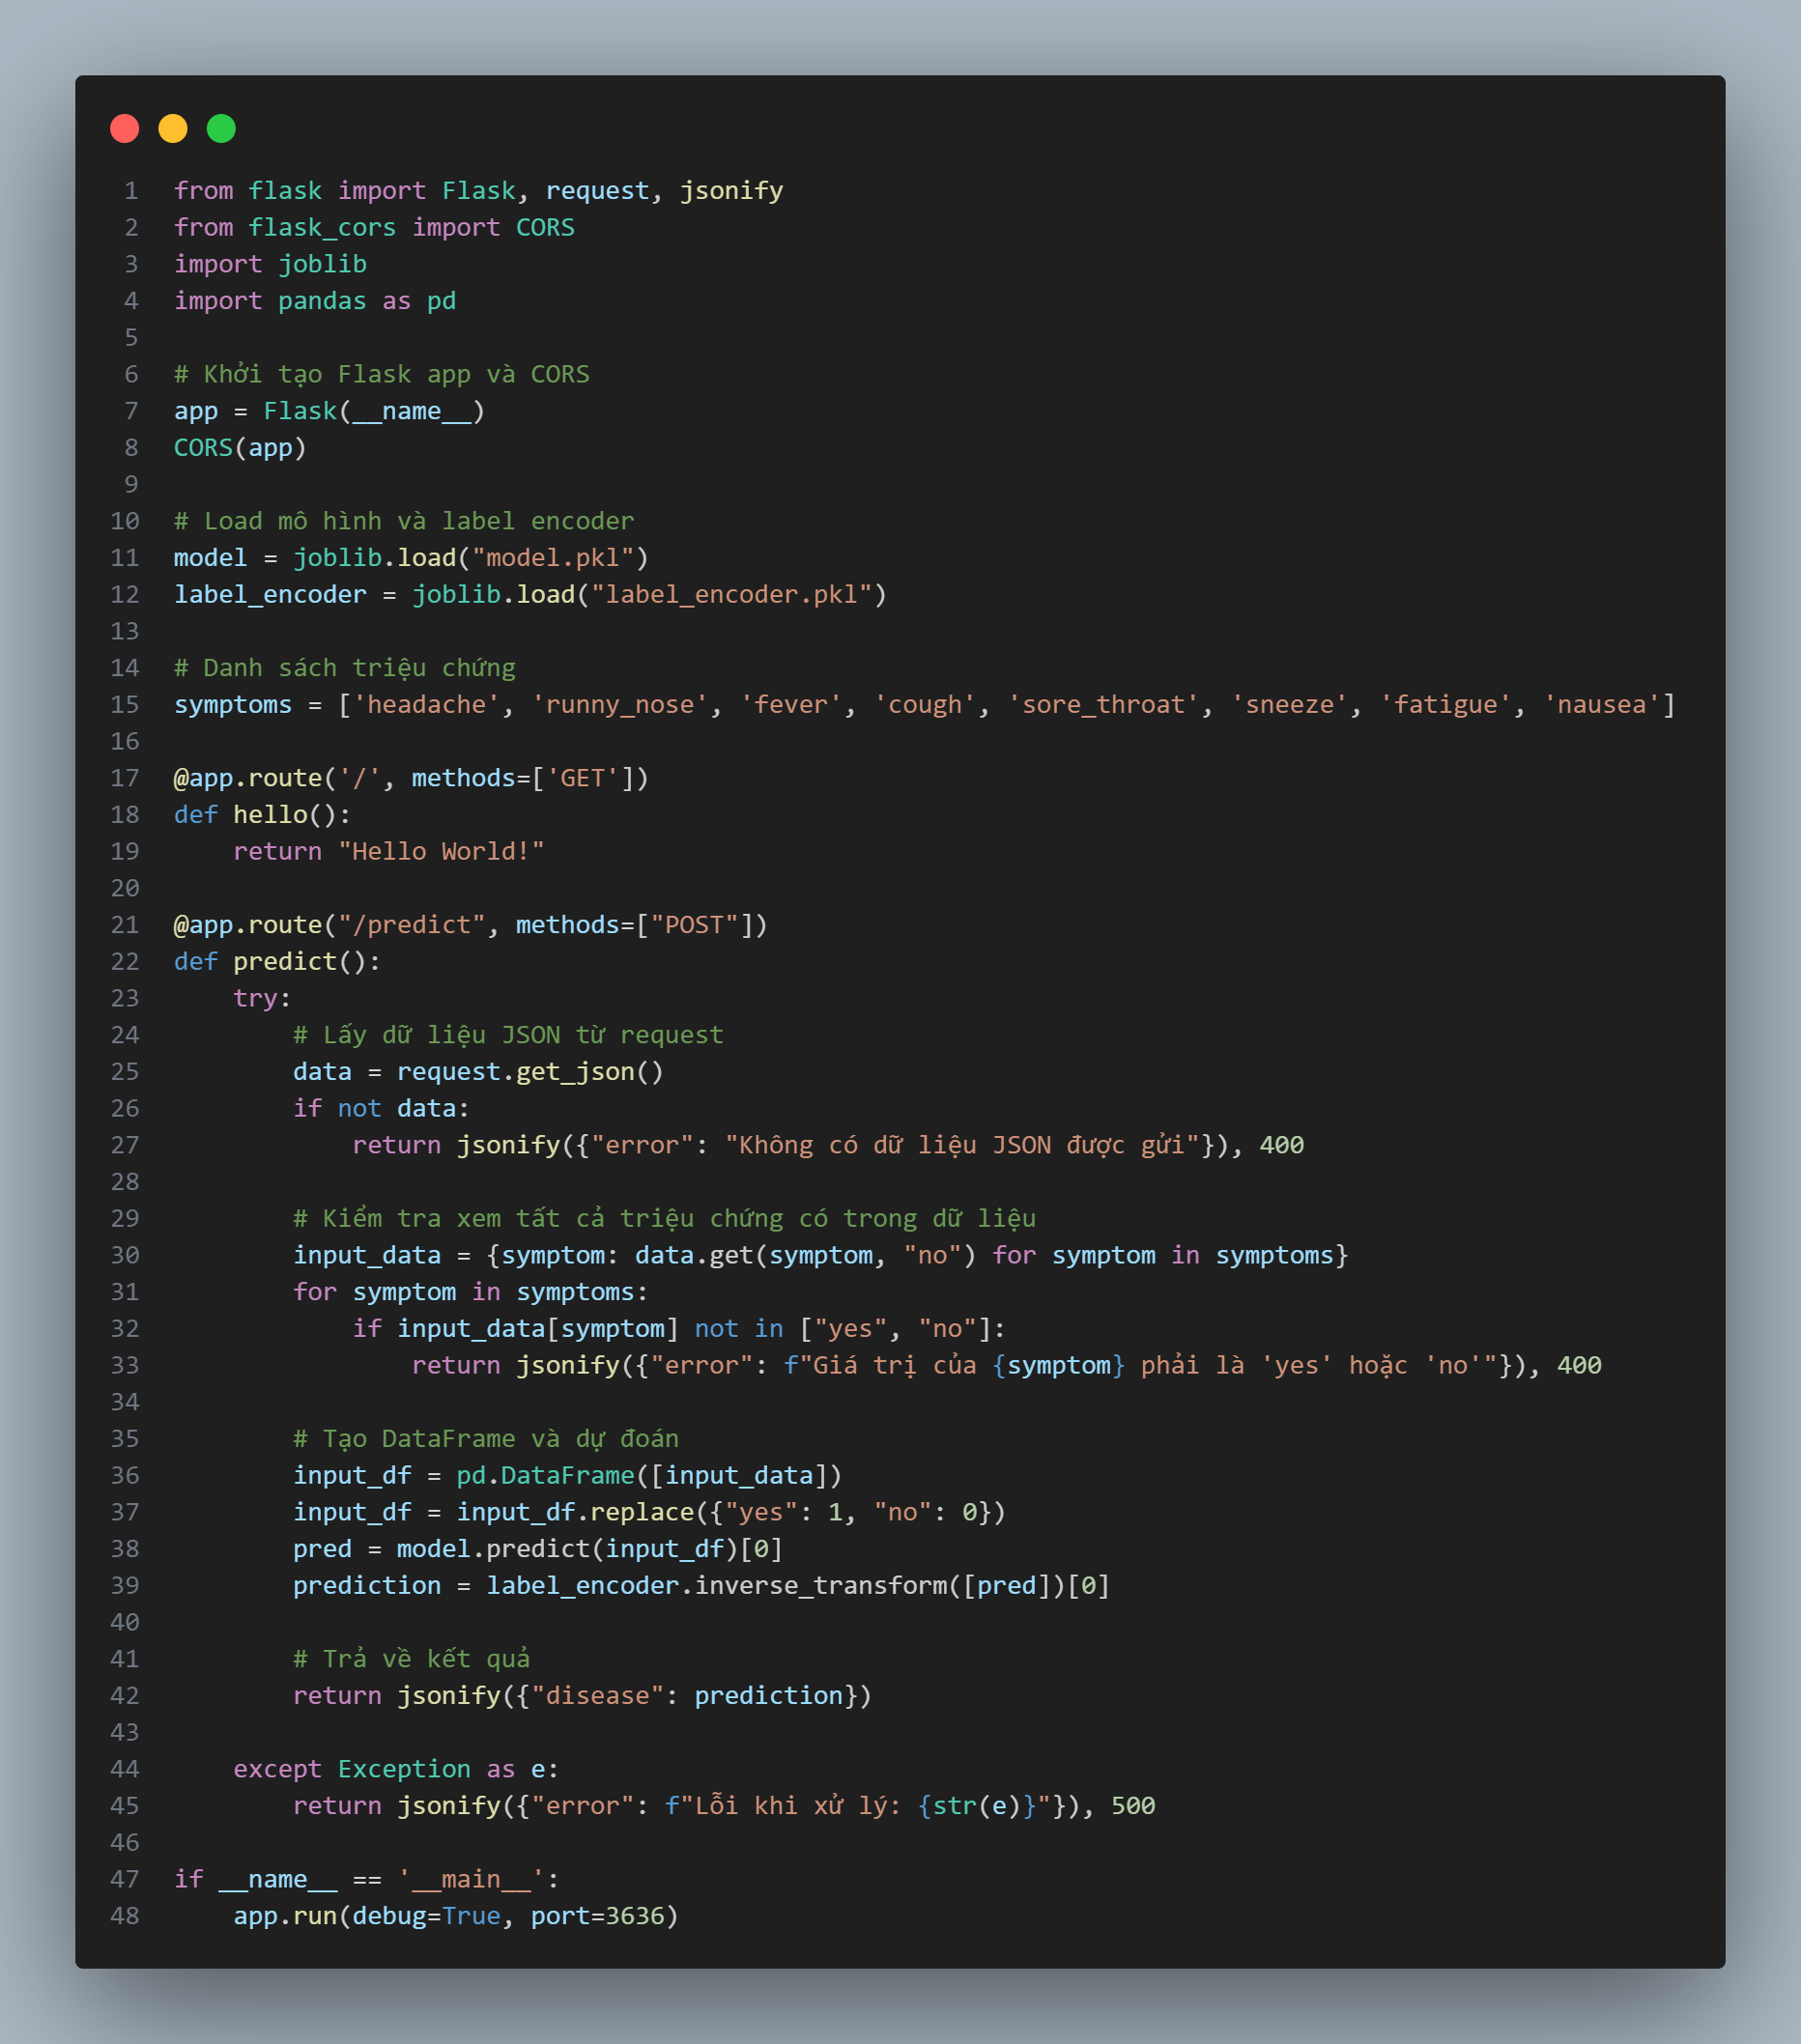 1 from flask import Flask, request, jsonify
2 from flask_cors import CORS
3 import joblib
4 import pandas as pd
5
6 # Khởi tạo Flask app và CORS
7 app = Flask(__name__)
8 CORS(app)
9
10 # Load mô hình và label encoder
11 model = joblib.load("model.pkl")
12 label_encoder = joblib.load("label_encoder.pkl")
13
14 # Danh sách triệu chứng
15 symptoms = ['headache', 'runny_nose', 'fever', 'cough', 'sore_throat', 'sneeze', 'fatigue', 'nausea']
16
17 @app.route('/', methods=['GET'])
18 def hello():
19     return "Hello World!"
20
21 @app.route("/predict", methods=["POST"])
22 def predict():
23     try:
24         # Lấy dữ liệu JSON từ request
25         data = request.get_json()
26         if not data:
27             return jsonify({"error": "Không có dữ liệu JSON được gửi"}), 400
28
29         # Kiểm tra xem tất cả triệu chứng có trong dữ liệu
30         input_data = {symptom: data.get(symptom, "no") for symptom in symptoms}
31         for symptom in symptoms:
32             if input_data[symptom] not in ["yes", "no"]:
33                 return jsonify({"error": f"Giá trị của {symptom} phải là 'yes' hoặc 'no'"}), 400
34
35         # Tạo DataFrame và dự đoán
36         input_df = pd.DataFrame([input_data])
37         input_df = input_df.replace({"yes": 1, "no": 0})
38         pred = model.predict(input_df)[0]
39         prediction = label_encoder.inverse_transform([pred])[0]
40
41         # Trả về kết quả
42         return jsonify({"disease": prediction})
43
44     except Exception as e:
45         return jsonify({"error": f"Lỗi khi xử lý: {str(e)}"}), 500
46
47 if __name__ == '__main__':
48     app.run(debug=True, port=3636)